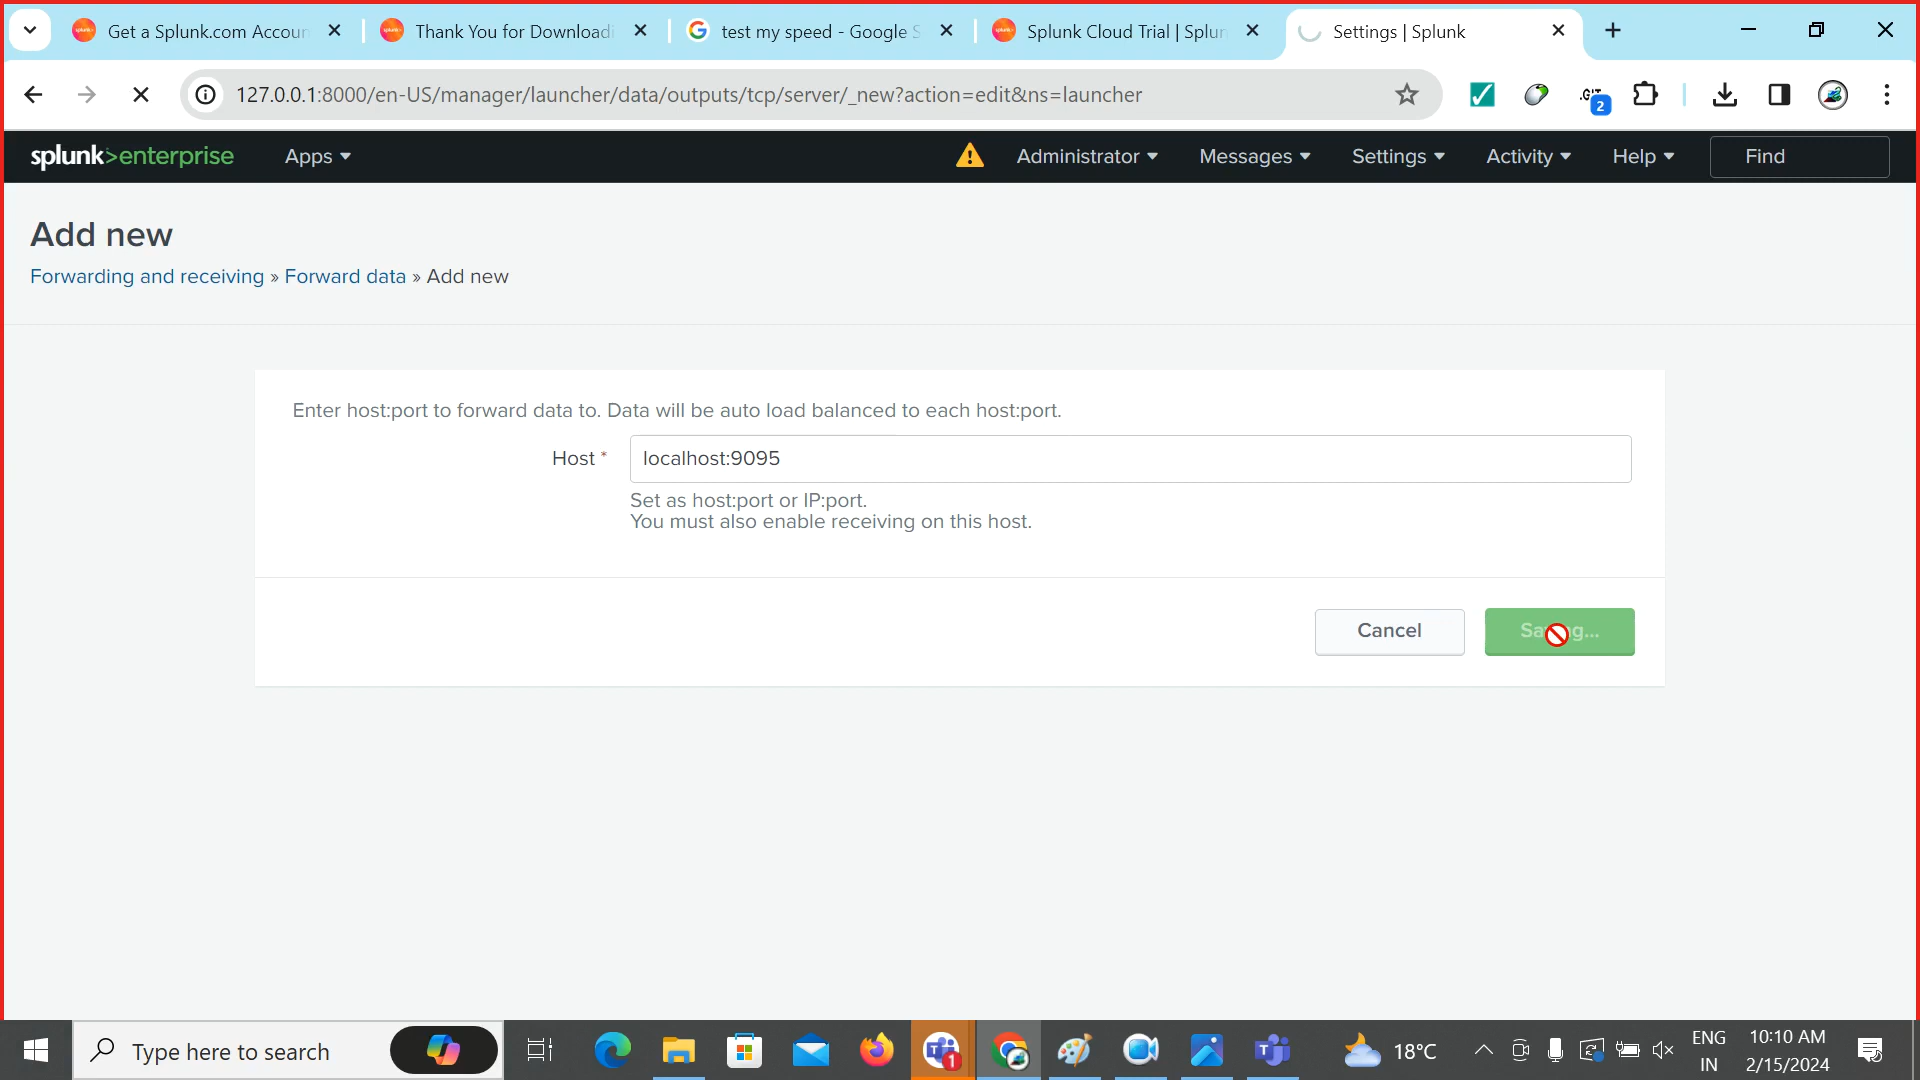 Get a Splunk.com Accoun
Thank You for Downloadi
test my speed - Google S
Splunk Cloud Trial | Splun
Settings | Splunk
127.0.0.1:8000/en-US/manager/launcher/data/outputs/tcp/server/_new?action=edit&ns=launcher
.GIT
2
splunk>enterprise
Apps
Administrator
Messages
Settings
Activity
Help
Find
Add new
Forwarding and receiving » Forward data » Add new
Enter host:port to forward data to. Data will be auto load balanced to each host:port.
Host *
localhost:9095
Set as host:port or IP:port.
You must also enable receiving on this host.
Cancel
Type here to search
1
18°C
ENG
IN
10:10 AM
2/15/2024